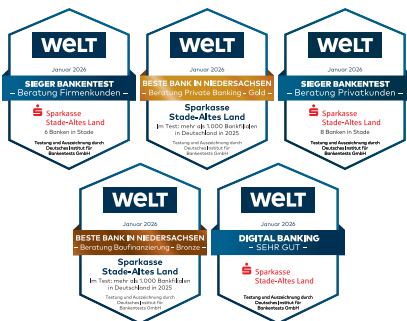 WELT
Januar 2026
SIEGER BANKENTEST
– Beratung Firmenkunden –
Sparkasse
Stade-Altes Land
6 Banken in Stade
Testung und Auszeichnung durch
Deutsches Institut für
Bankentests GmbH
WELT
Januar 2026
BESTE BANK IN NIEDERSACHSEN
– Beratung Private Banking - Gold –
Sparkasse
Stade-Altes Land
Im Test: mehr als 1.000 Bankfilialen
in Deutschland in 2025
Testung und Auszeichnung durch
Deutsches Institut für
Bankentests GmbH
WELT
Januar 2026
SIEGER BANKENTEST
– Beratung Privatkunden –
Sparkasse
Stade-Altes Land
8 Banken in Stade
Testung und Auszeichnung durch
Deutsches Institut für
Bankentests GmbH
WELT
Januar 2026
BESTE BANK IN NIEDERSACHSEN
– Beratung Baufinanzierung - Bronze –
Sparkasse
Stade-Altes Land
Im Test: mehr als 1.000 Bankfilialen
in Deutschland in 2025
Testung und Auszeichnung durch
Deutsches Institut für
Bankentests GmbH
WELT
Januar 2026
DIGITAL BANKING
– SEHR GUT –
Sparkasse
Stade-Altes Land
Testung und Auszeichnung durch
Deutsches Institut für
Bankentests GmbH